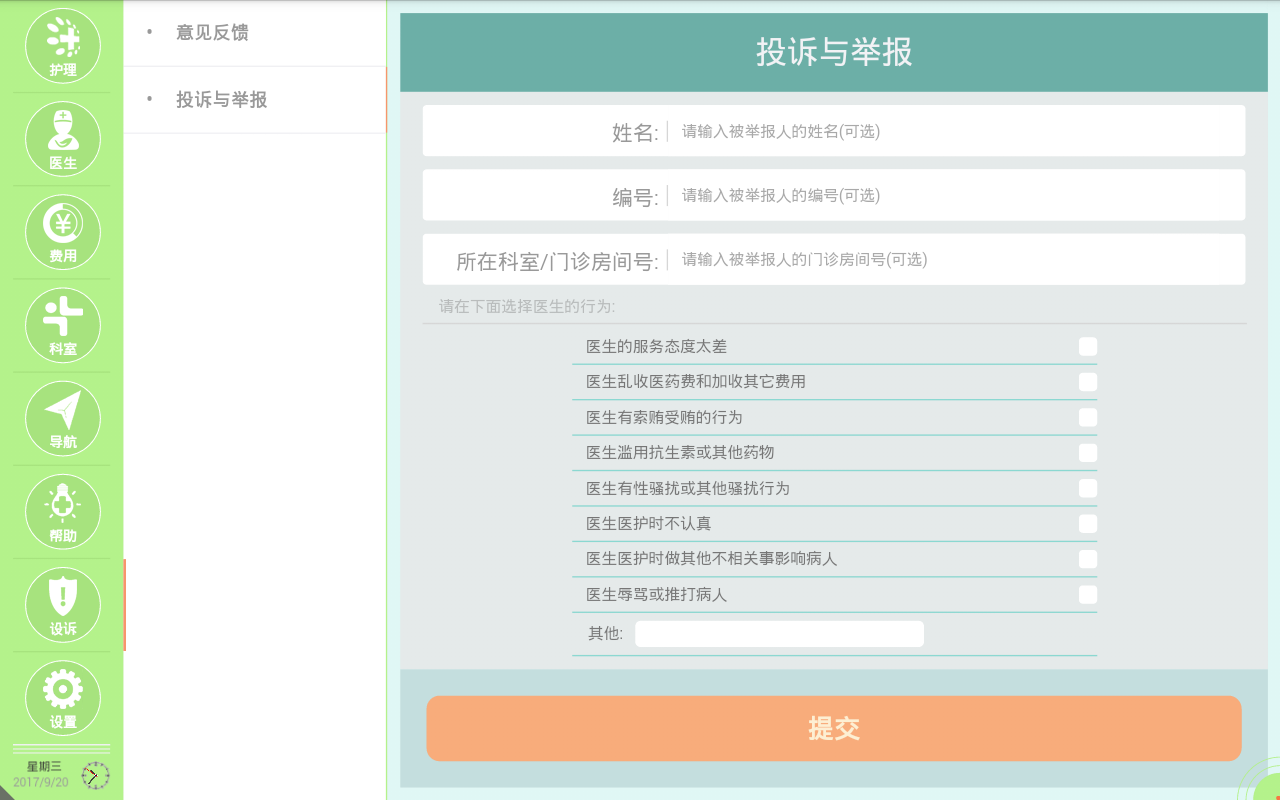 护理
医生
费用
科室
导航
帮助
设诉
设置
星期三
2017/9/20
• 意见反馈
• 投诉与举报
投诉与举报
姓名: 请输入被举报人的姓名(可选)
编号: 请输入被举报人的编号(可选)
所在科室/门诊房间号: 请输入被举报人的门诊房间号(可选)
请在下面选择医生的行为:
医生的服务态度太差
医生乱收医药费和加收其它费用
医生有索贿受贿的行为
医生滥用抗生素或其他药物
医生有性骚扰或其他骚扰行为
医生医护时不认真
医生医护时做其他不相关事影响病人
医生辱骂或推打病人
其他:
提交